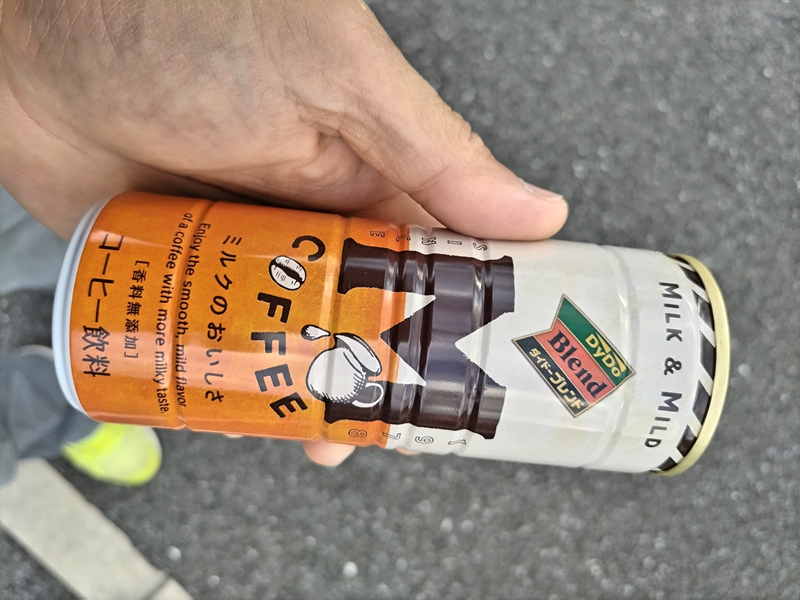 MILK & MILD
DyDo
Blend
ダイドーブレンド
SINCE
M
1978
COFFEE
ミルクのおいしさ
Enjoy the smooth, mild flavor
of a coffee with more milky taste.
[香料無添加]
コーヒー飲料